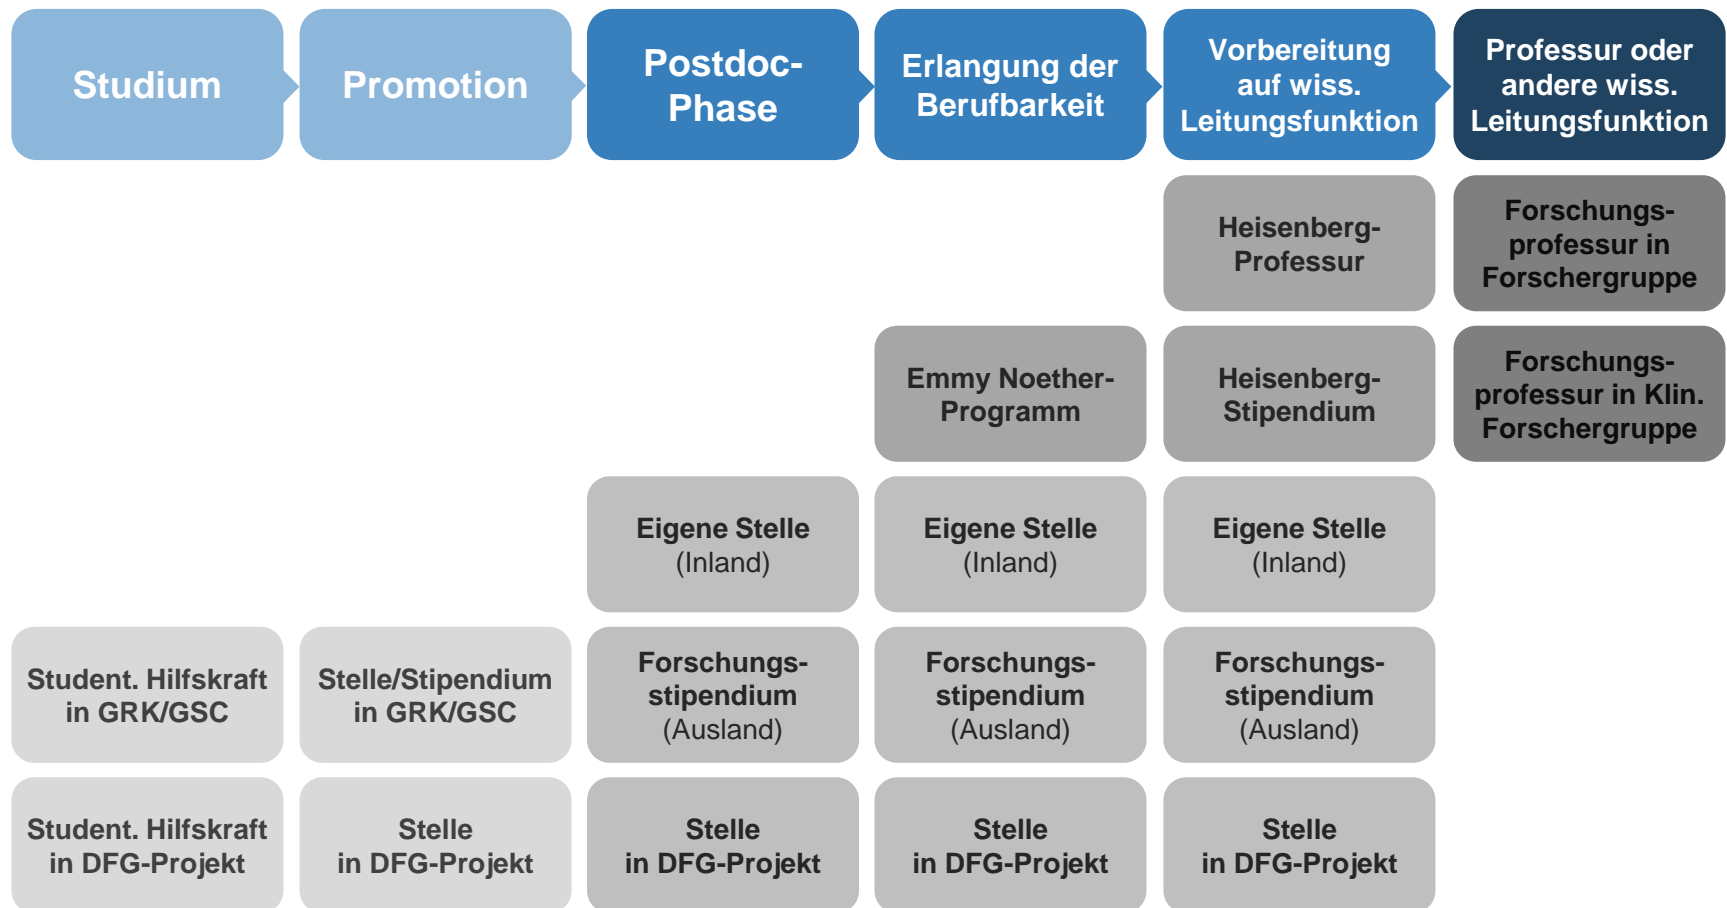 Studium
Promotion
Postdoc-
Phase
Erlangung der
Berufbarkeit
Vorbereitung
auf wiss.
Leitungsfunktion
Professur oder
andere wiss.
Leitungsfunktion
Heisenberg-
Professur
Forschungs-
professur in
Forschergruppe
Emmy Noether-
Programm
Heisenberg-
Stipendium
Forschungs-
professur in Klin.
Forschergruppe
Eigene Stelle
(Inland)
Eigene Stelle
(Inland)
Eigene Stelle
(Inland)
Student. Hilfskraft
in GRK/GSC
Stelle/Stipendium
in GRK/GSC
Forschungs-
stipendium
(Ausland)
Forschungs-
stipendium
(Ausland)
Forschungs-
stipendium
(Ausland)
Student. Hilfskraft
in DFG-Projekt
Stelle
in DFG-Projekt
Stelle
in DFG-Projekt
Stelle
in DFG-Projekt
Stelle
in DFG-Projekt